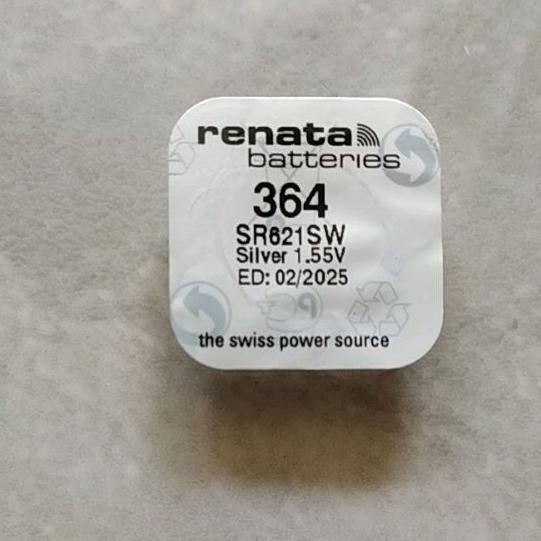 renata
batteries
364
SR621SW
Silver 1.55V
ED: 02/2025
the swiss power source